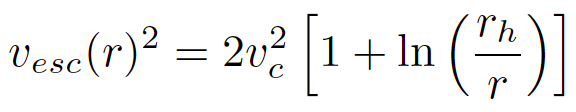 $v_{esc}(r)^2 = 2v_c^2 \left[ 1 + \ln \left( \frac{r_h}{r} \right) \right]$